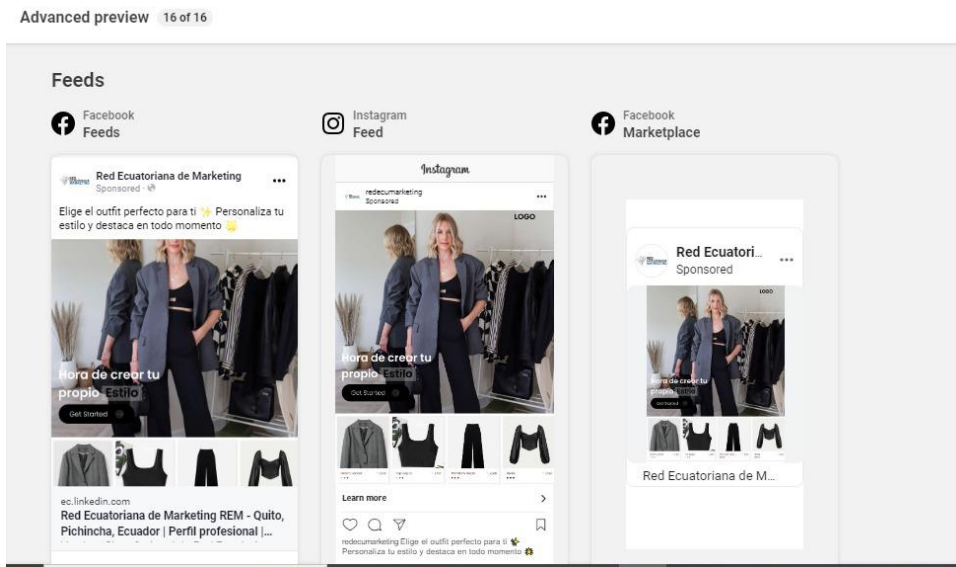 Advanced preview 16 of 16
Feeds
Facebook
Feeds
Red Ecuatoriana de Marketing
Sponsored ·
Elige el outfit perfecto para ti ✨ Personaliza tu
estilo y destaca en todo momento 🌟
Hora de crear tu
propio Estilo
Get Started
ec.linkedin.com
Red Ecuatoriana de Marketing REM - Quito,
Pichincha, Ecuador | Perfil profesional |...
Instagram
Feed
Instagram
redecumarketing
Sponsored
LOGO
Hora de crear tu
propio Estilo
Get Started
Learn more
redecumarketing Elige el outfit perfecto para ti ✨
Personaliza tu estilo y destaca en todo momento 🌟
Facebook
Marketplace
Red Ecuatori...
Sponsored
LOGO
Hora de crear tu
propio Estilo
Get Started
Red Ecuatoriana de M...